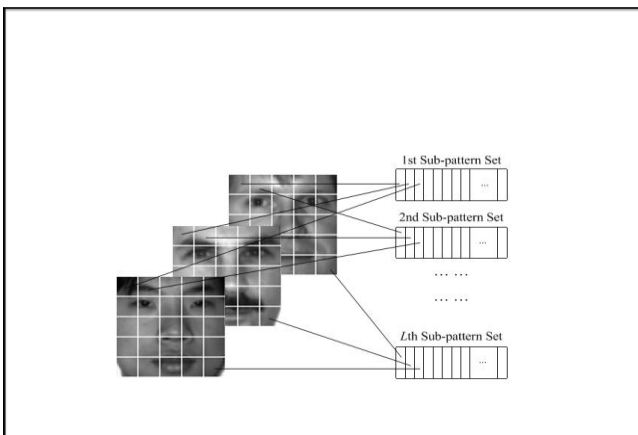 1st Sub-pattern Set
...
2nd Sub-pattern Set
...
... ...
... ...
Lth Sub-pattern Set
...